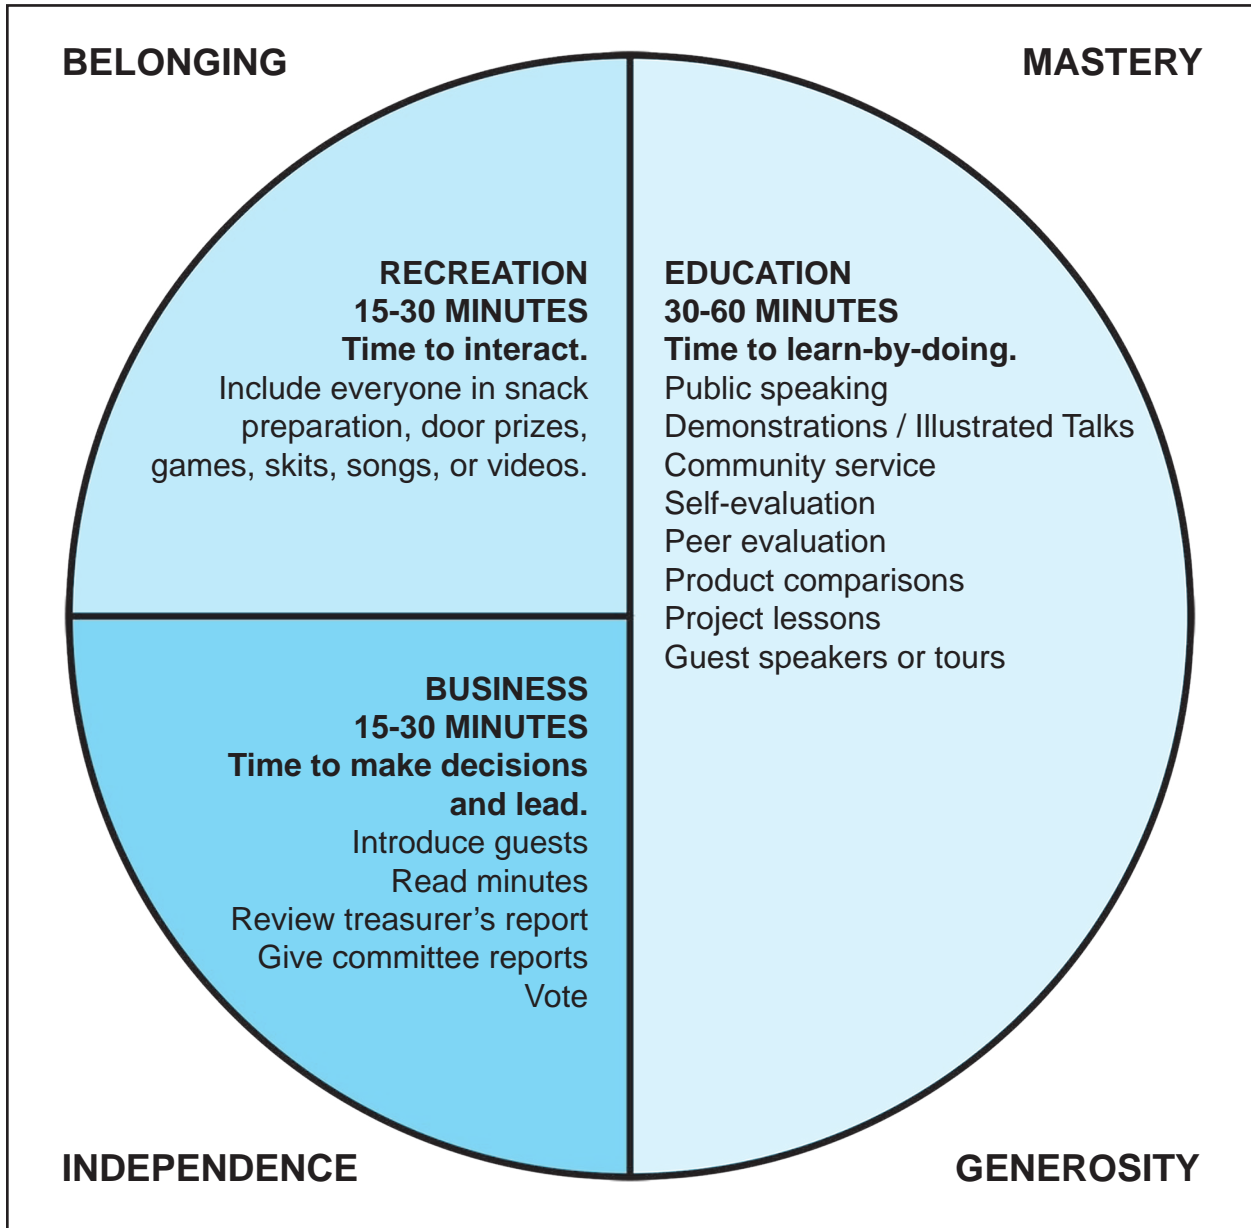 BELONGING
MASTERY
RECREATION
15-30 MINUTES
Time to interact.
Include everyone in snack
preparation, door prizes,
games, skits, songs, or videos.
EDUCATION
30-60 MINUTES
Time to learn-by-doing.
Public speaking
Demonstrations / Illustrated Talks
Community service
Self-evaluation
Peer evaluation
Product comparisons
Project lessons
Guest speakers or tours
BUSINESS
15-30 MINUTES
Time to make decisions
and lead.
Introduce guests
Read minutes
Review treasurer’s report
Give committee reports
Vote
INDEPENDENCE
GENEROSITY